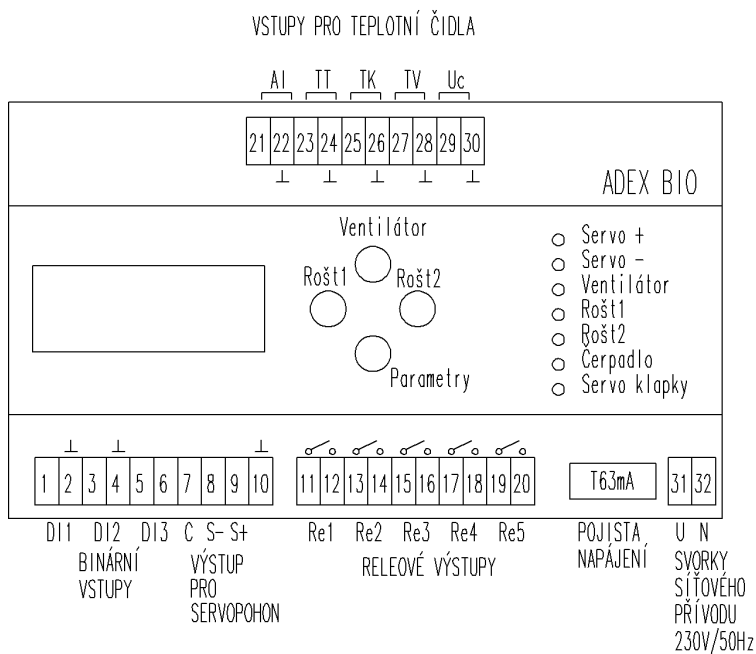 VSTUPY PRO TEPLOTNÍ ČIDLA
AI TT TK TV Uc
21 22 23 24 25 26 27 28 29 30
ADEX BIO
Ventilátor
Rošt1 Rošt2
Parametry
Servo +
Servo -
Ventilátor
Rošt1
Rošt2
Čerpadlo
Servo klapky
1 2 3 4 5 6 7 8 9 10
11 12 13 14 15 16 17 18 19 20
T63mA
31 32
DI1 DI2 DI3 C S- S+
Re1 Re2 Re3 Re4 Re5
U N
BINÁRNÍ
VSTUPY
VÝSTUP
PRO
SERVOPOHON
RELEOVÉ VÝSTUPY
POJISTA
NAPÁJENÍ
SVORKY
SÍŤOVÉHO
PŘÍVODU
230V/50Hz